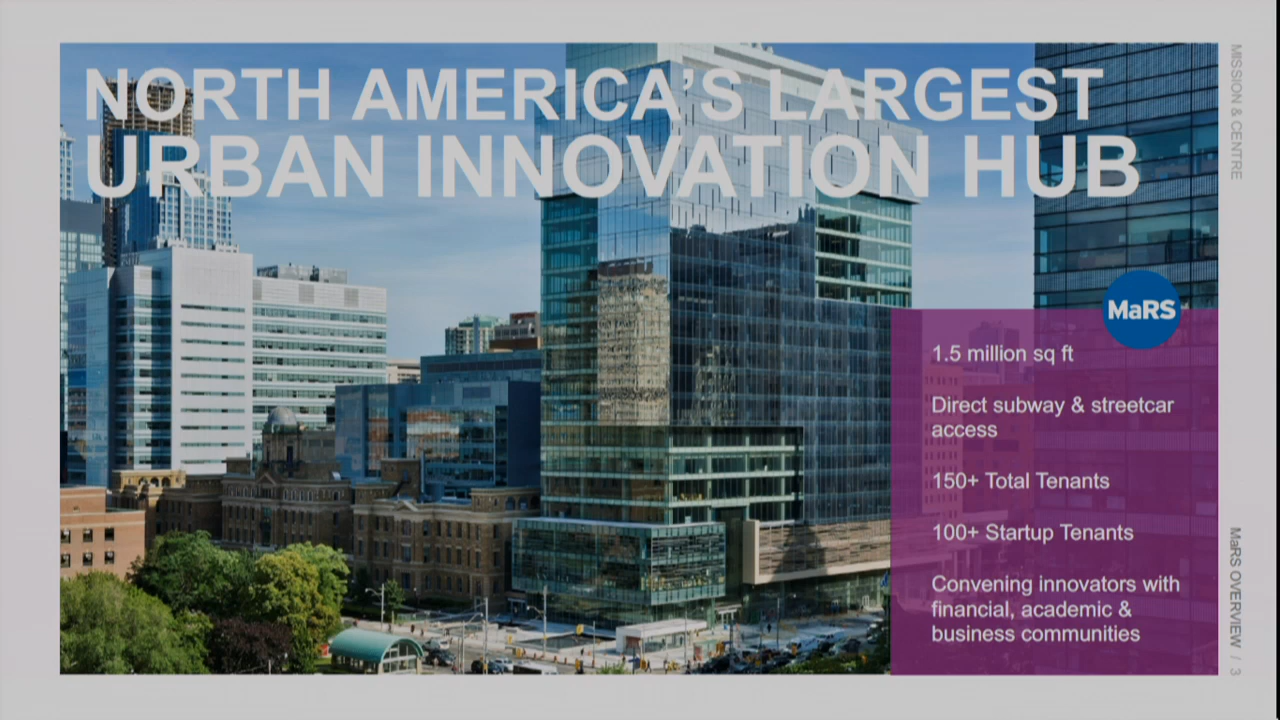 NORTH AMERICA'S LARGEST
URBAN INNOVATION HUB
MISSION & CENTRE
MaRS
1.5 million sq ft
Direct subway & streetcar
access
150+ Total Tenants
100+ Startup Tenants
Convening innovators with
financial, academic &
business communities
MaRS OVERVIEW / 3